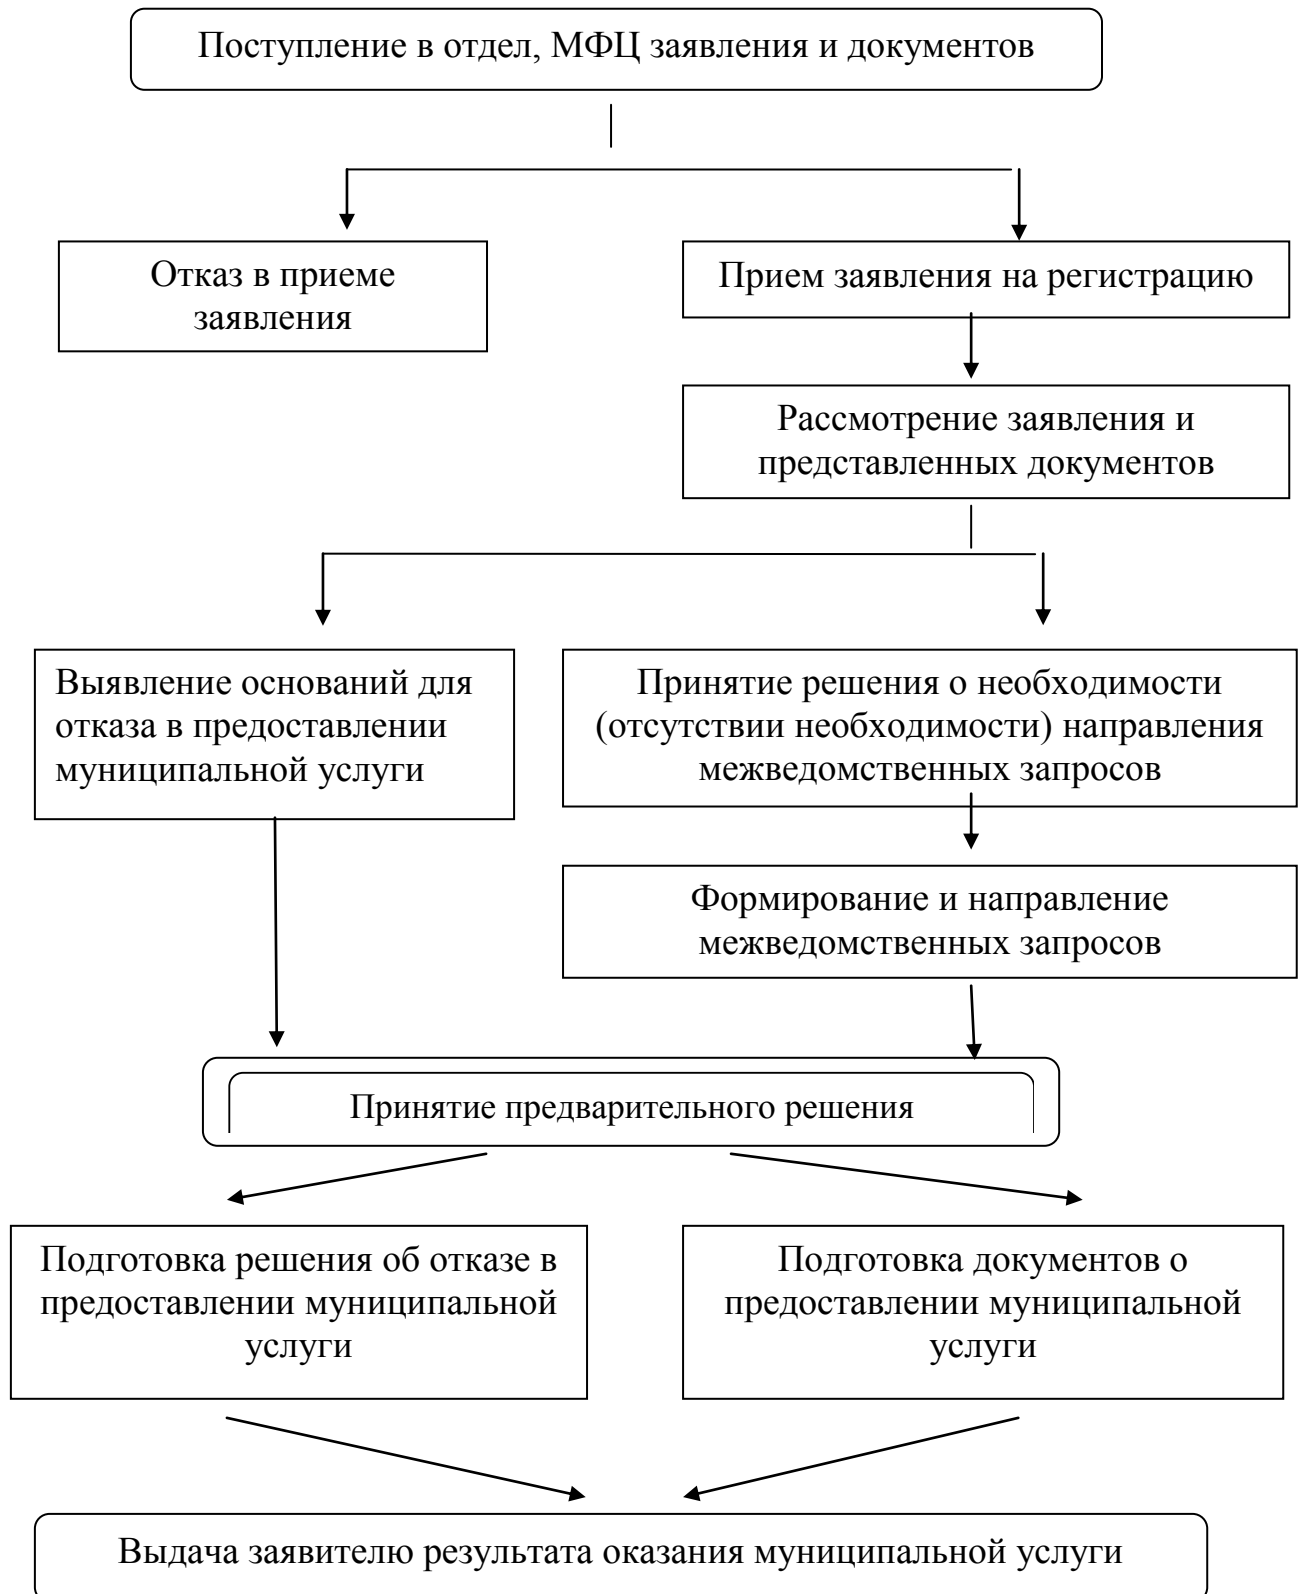 Поступление в отдел, МФЦ заявления и документов
Отказ в приеме
заявления
Прием заявления на регистрацию
Рассмотрение заявления и
представленных документов
Выявление оснований для
отказа в предоставлении
муниципальной услуги
Принятие решения о необходимости
(отсутствии необходимости) направления
межведомственных запросов
Формирование и направление
межведомственных запросов
Принятие предварительного решения
Подготовка решения об отказе в
предоставлении муниципальной
услуги
Подготовка документов о
предоставлении муниципальной
услуги
Выдача заявителю результата оказания муниципальной услуги